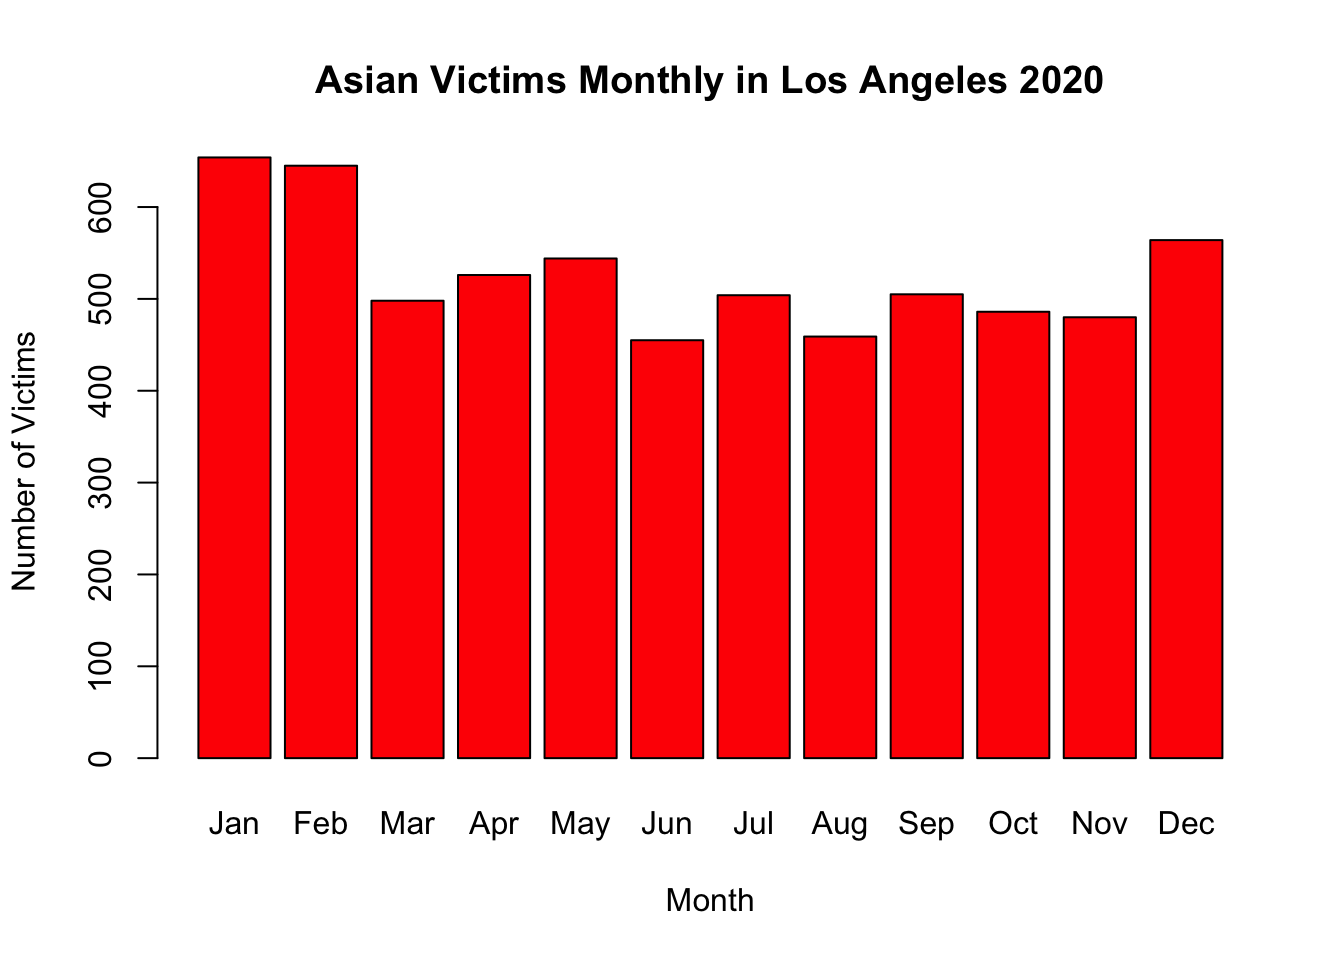 Asian Victims Monthly in Los Angeles 2020
Number of Victims
600
500
400
300
200
100
0
Jan Feb Mar Apr May Jun Jul Aug Sep Oct Nov Dec
Month